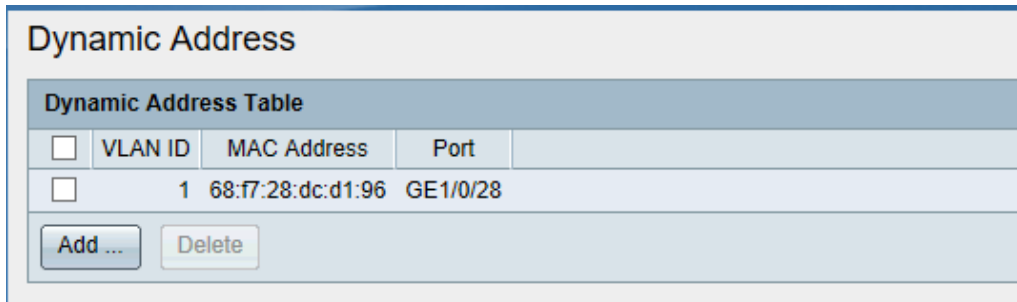 Dynamic Address
Dynamic Address Table
VLAN ID MAC Address Port
1 68:f7:28:dc:d1:96 GE1/0/28
Add ... Delete